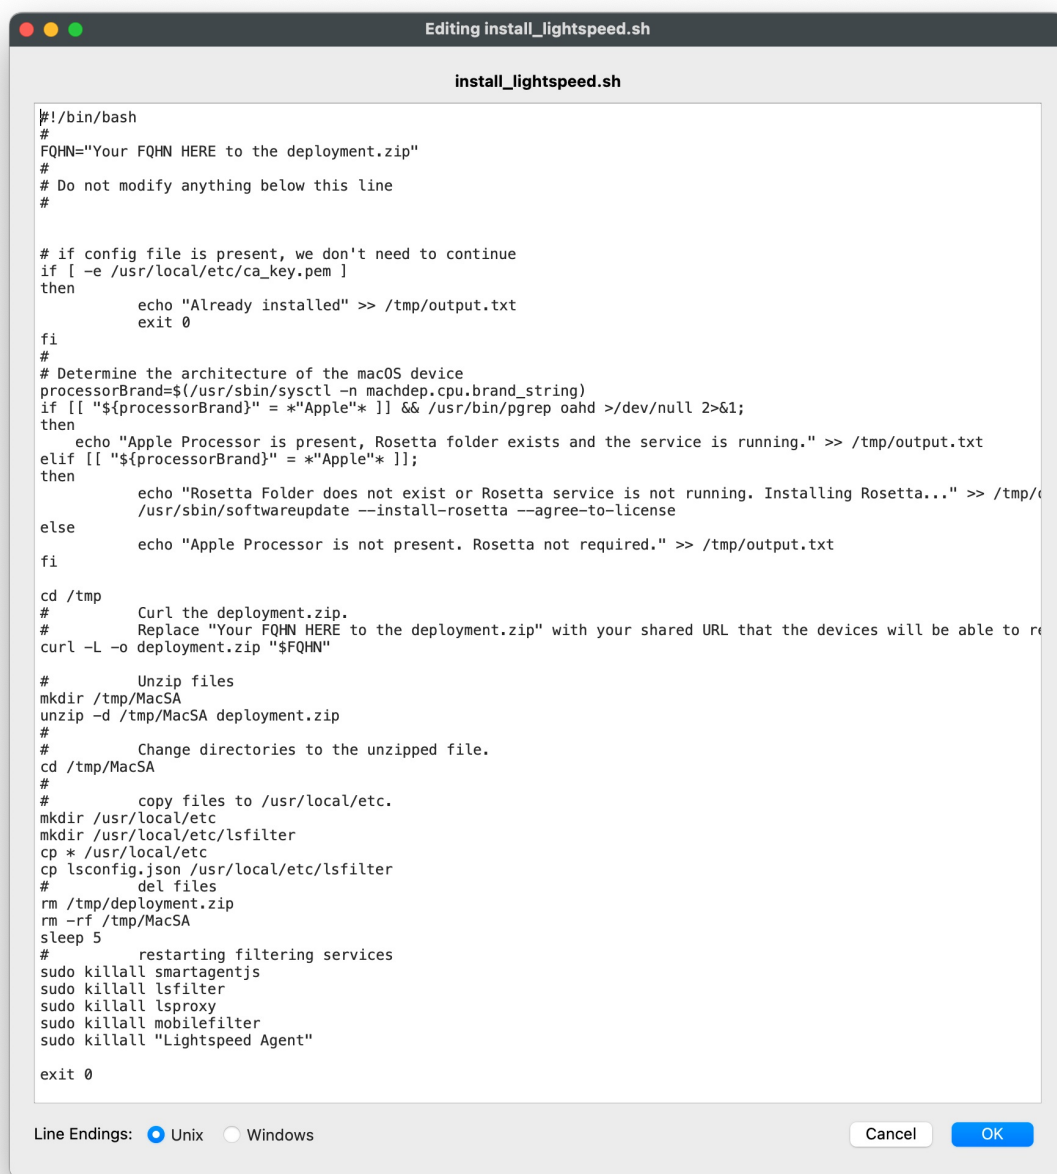 Editing install_lightspeed.sh
install_lightspeed.sh
#!/bin/bash
#
FQHN="Your FQHN HERE to the deployment.zip"
#
# Do not modify anything below this line
#
# if config file is present, we don't need to continue
if [ -e /usr/local/etc/ca_key.pem ]
then
echo "Already installed" >> /tmp/output.txt
exit 0
fi
#
# Determine the architecture of the macOS device
processorBrand=$(/usr/sbin/sysctl -n machdep.cpu.brand_string)
if [[ "${processorBrand}" = *"Apple"* ]] && /usr/bin/pgrep oahd >/dev/null 2>&1;
then
echo "Apple Processor is present, Rosetta folder exists and the service is running." >> /tmp/output.txt
elif [[ "${processorBrand}" = *"Apple"* ]];
then
echo "Rosetta Folder does not exist or Rosetta service is not running. Installing Rosetta..." >> /tmp/
/usr/sbin/softwareupdate --install-rosetta --agree-to-license
else
echo "Apple Processor is not present. Rosetta not required." >> /tmp/output.txt
fi
cd /tmp
# Curl the deployment.zip.
# Replace "Your FQHN HERE to the deployment.zip" with your shared URL that the devices will be able to
curl -L -o deployment.zip "$FQHN"
# Unzip files
mkdir /tmp/MacSA
unzip -d /tmp/MacSA deployment.zip
#
# Change directories to the unzipped file.
cd /tmp/MacSA
#
# copy files to /usr/local/etc.
mkdir /usr/local/etc
mkdir /usr/local/etc/lsfilter
cp * /usr/local/etc
cp lsconfig.json /usr/local/etc/lsfilter
# del files
rm /tmp/deployment.zip
rm -rf /tmp/MacSA
sleep 5
# restarting filtering services
sudo killall smartagentjs
sudo killall lsfilter
sudo killall lsproxy
sudo killall mobilefilter
sudo killall "Lightspeed Agent"
exit 0
Line Endings: Unix Windows Cancel OK